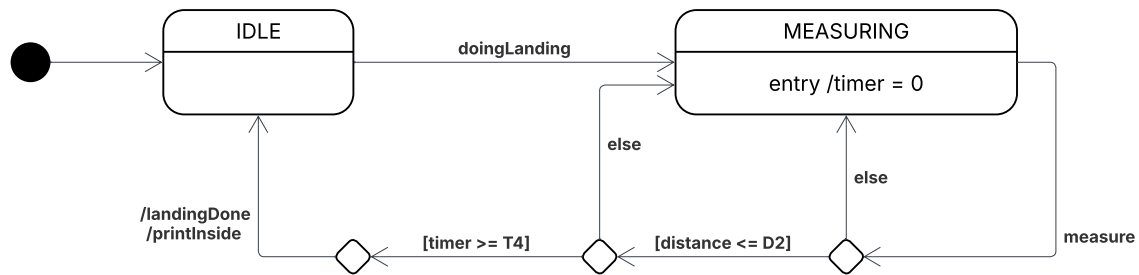 IDLE
MEASURING
doingLanding
entry /timer = 0
else
else
/landingDone
/printInside
[timer >= T4]
[distance <= D2]
measure